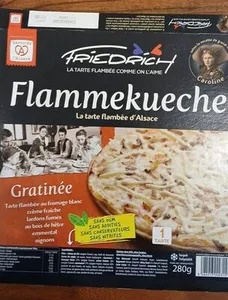 FRIEDRICH
LA TARTE FLAMBÉE COMME ON L'AIME
Caroline
Flammekueche
La tarte flambée d'Alsace
Gratinée
Tarte flambée au fromage blanc
crème fraîche
lardons fumés
au bois de hêtre
emmental
oignons
SANS OGM
SANS ADDITIFS
SANS CONSERVATEURS
SANS NITRITES
1
TARTE
280g